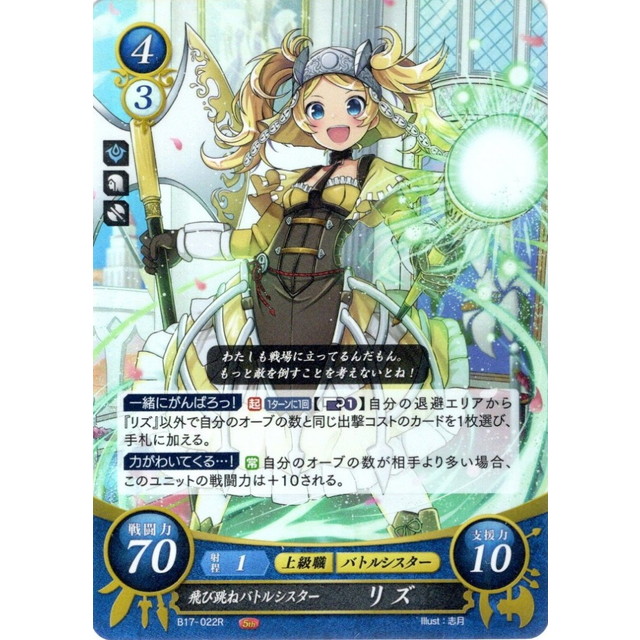 4
3
わたしも戦場に立ってるんだもん。
もっと敵を倒すことを考えないとね!
一緒にがんばろっ! 起 1ターンに1回【 1】自分の退避エリアから
『リズ』以外で自分のオーブの数と同じ出撃コストのカードを1枚選び、
手札に加える。
力がわいてくる…! 常 自分のオーブの数が相手より多い場合、
このユニットの戦闘力は+10される。
戦闘力
70
射程 1 上級職 バトルシスター
支援力
10
飛び跳ねバトルシスター リズ
B17-022R 5th Illust:志月